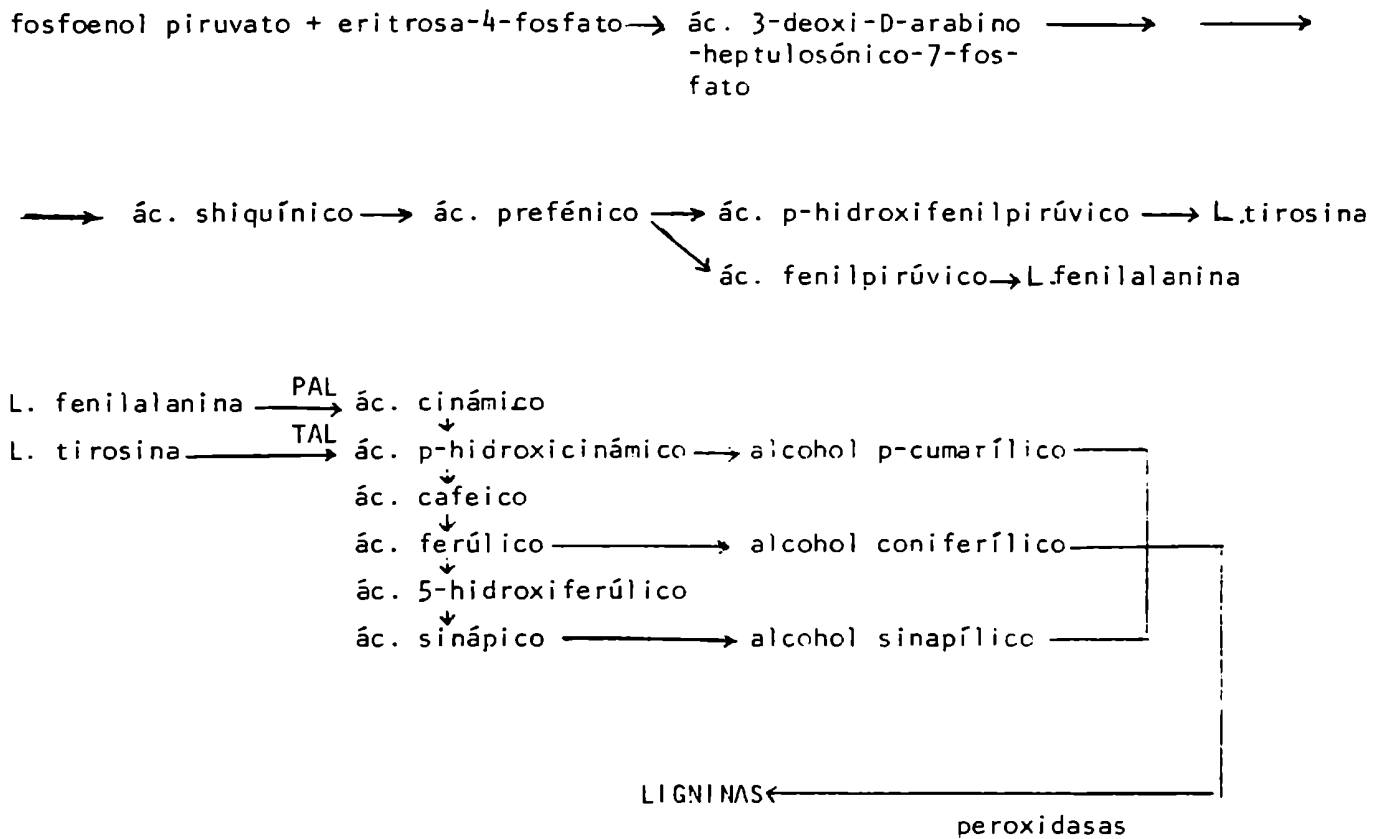 fosfoenol piruvato + eritrosa-4-fosfato → ác. 3-deoxi-D-arabino → →
-heptulosónico-7-fos-
fato
→ ác. shiquínico → ác. prefénico → ác. p-hidroxifenilpirúvico → L.tirosina
ác. fenilpirúvico → L.fenilalanina
L. fenilalanina PAL → ác. cinámico
L. tirosina TAL → ác. p-hidroxicinámico → alcohol p-cumarílico
ác. cafeico
ác. ferúlico → alcohol coniferílico
ác. 5-hidroxiferúlico
ác. sinápico → alcohol sinapílico
LIGNINAS ←
peroxidasas